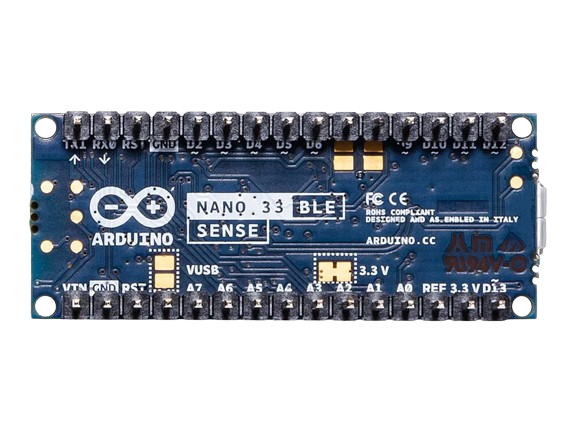 TX1 RX0 RST GND D2 D3 D4 D5 D6 D9 D10 D11 D12
NANO 33 BLE
SENSE
ARDUINO
FC CE
ROHS COMPLIANT
DESIGNED AND ASSEMBLED IN ITALY
ARDUINO.CC
VUSB
3.3 V
VIN GND RST A7 A6 A5 A4 A3 A2 A1 A0 REF 3.3 V D13